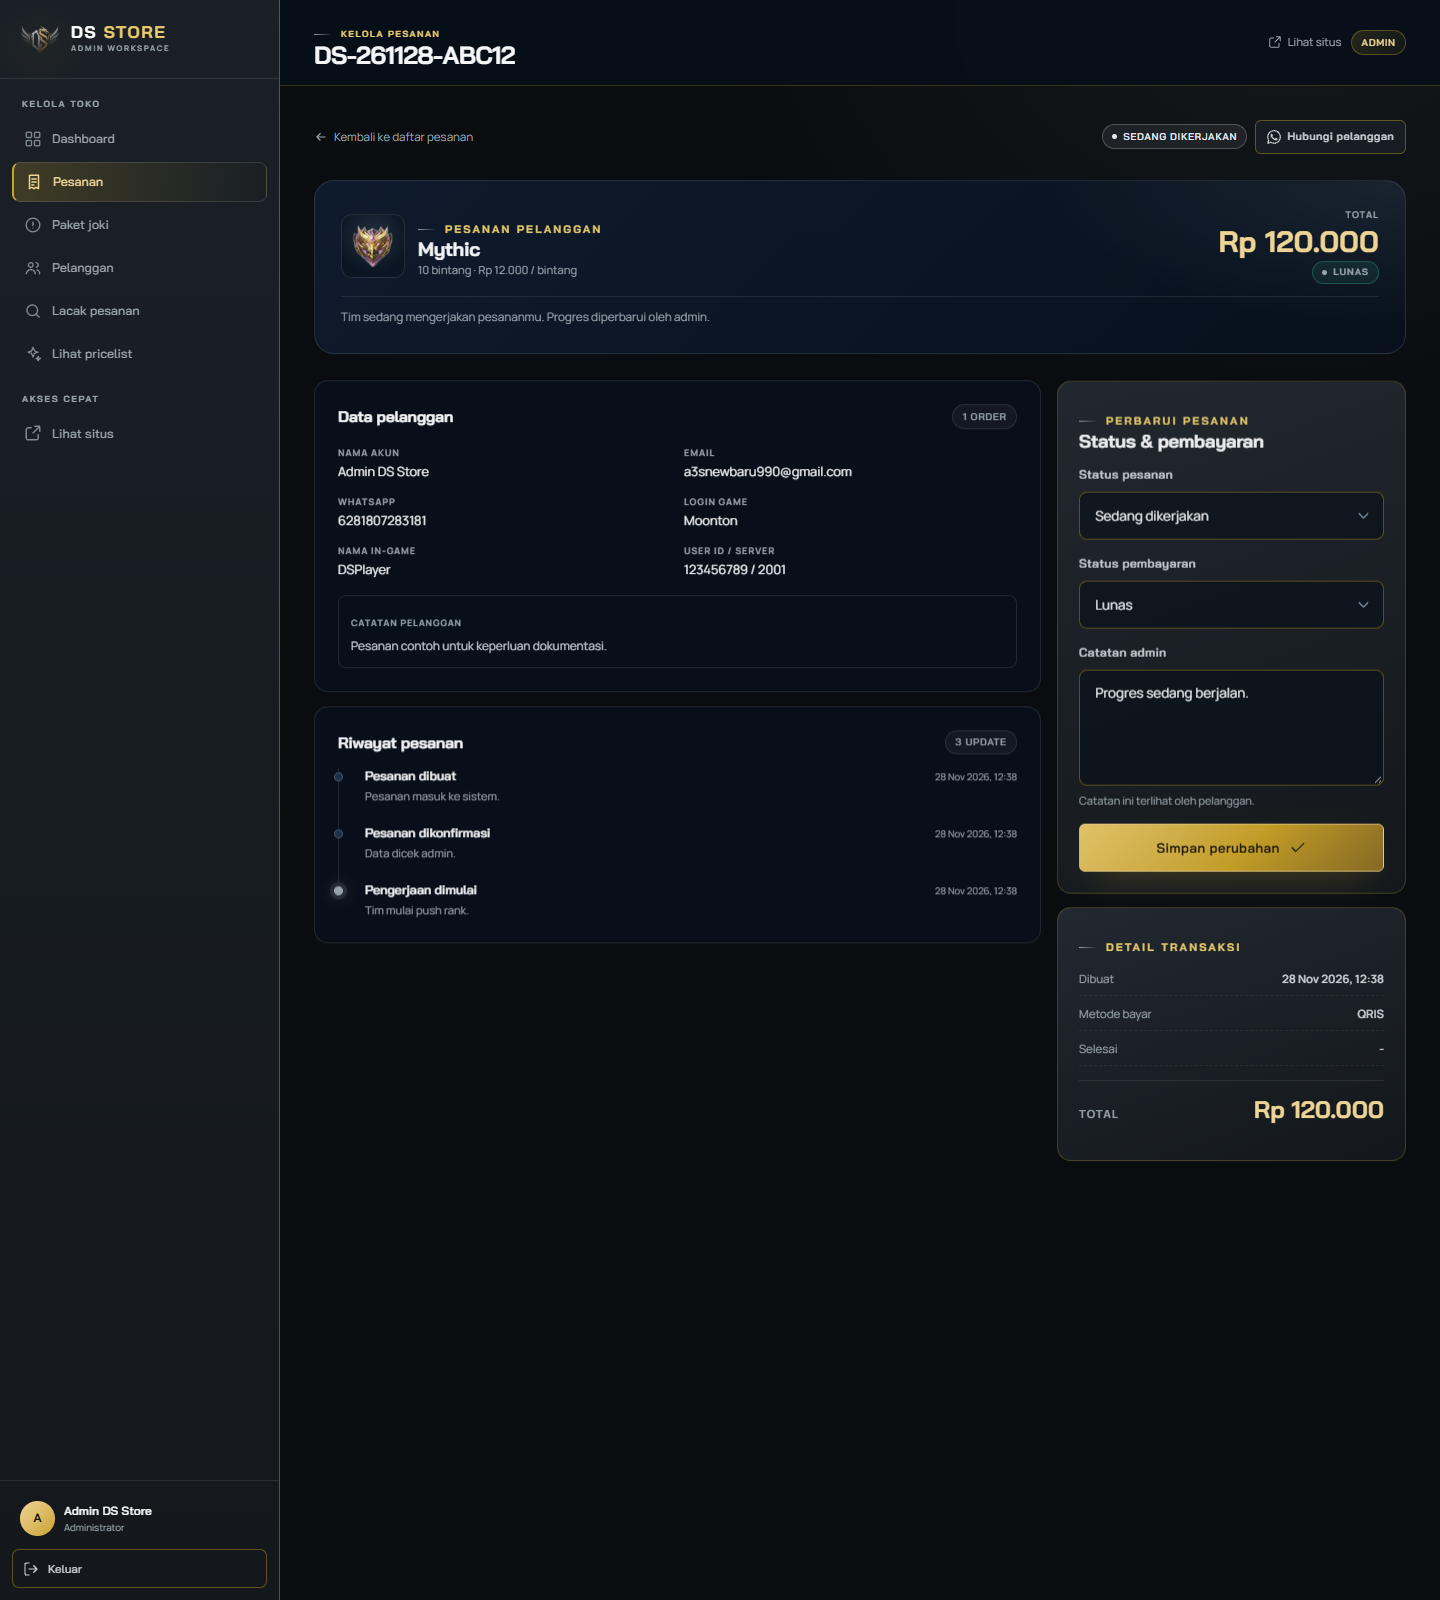 DS STORE
ADMIN WORKSPACE
KELOLA TOKO
Dashboard
Pesanan
Paket joki
Pelanggan
Lacak pesanan
Lihat pricelist
AKSES CEPAT
Lihat situs
Admin DS Store
A
Administrator
Keluar
KELOLA PESANAN
DS-261128-ABC12
Lihat situs
ADMIN
Kembali ke daftar pesanan
SEDANG DIKERJAKAN
Hubungi pelanggan
PESANAN PELANGGAN
Mythic
10 bintang · Rp 12.000 / bintang
TOTAL
Rp 120.000
LUNAS
Tim sedang mengerjakan pesananmu. Progres diperbarui oleh admin.
Data pelanggan
1 ORDER
NAMA AKUN
Admin DS Store
EMAIL
a3snewbaru990@gmail.com
WHATSAPP
6281807283181
LOGIN GAME
Moonton
NAMA IN-GAME
DSPlayer
USER ID / SERVER
123456789 / 2001
CATATAN PELANGGAN
Pesanan contoh untuk keperluan dokumentasi.
Riwayat pesanan
3 UPDATE
Pesanan dibuat
28 Nov 2026, 12:38
Pesanan masuk ke sistem.
Pesanan dikonfirmasi
28 Nov 2026, 12:38
Data dicek admin.
Pengerjaan dimulai
28 Nov 2026, 12:38
Tim mulai push rank.
PERBARUI PESANAN
Status & pembayaran
Status pesanan
Sedang dikerjakan
Status pembayaran
Lunas
Catatan admin
Progres sedang berjalan.
Catatan ini terlihat oleh pelanggan.
Simpan perubahan
DETAIL TRANSAKSI
Dibuat
28 Nov 2026, 12:38
Metode bayar
QRIS
Selesai
-
TOTAL
Rp 120.000